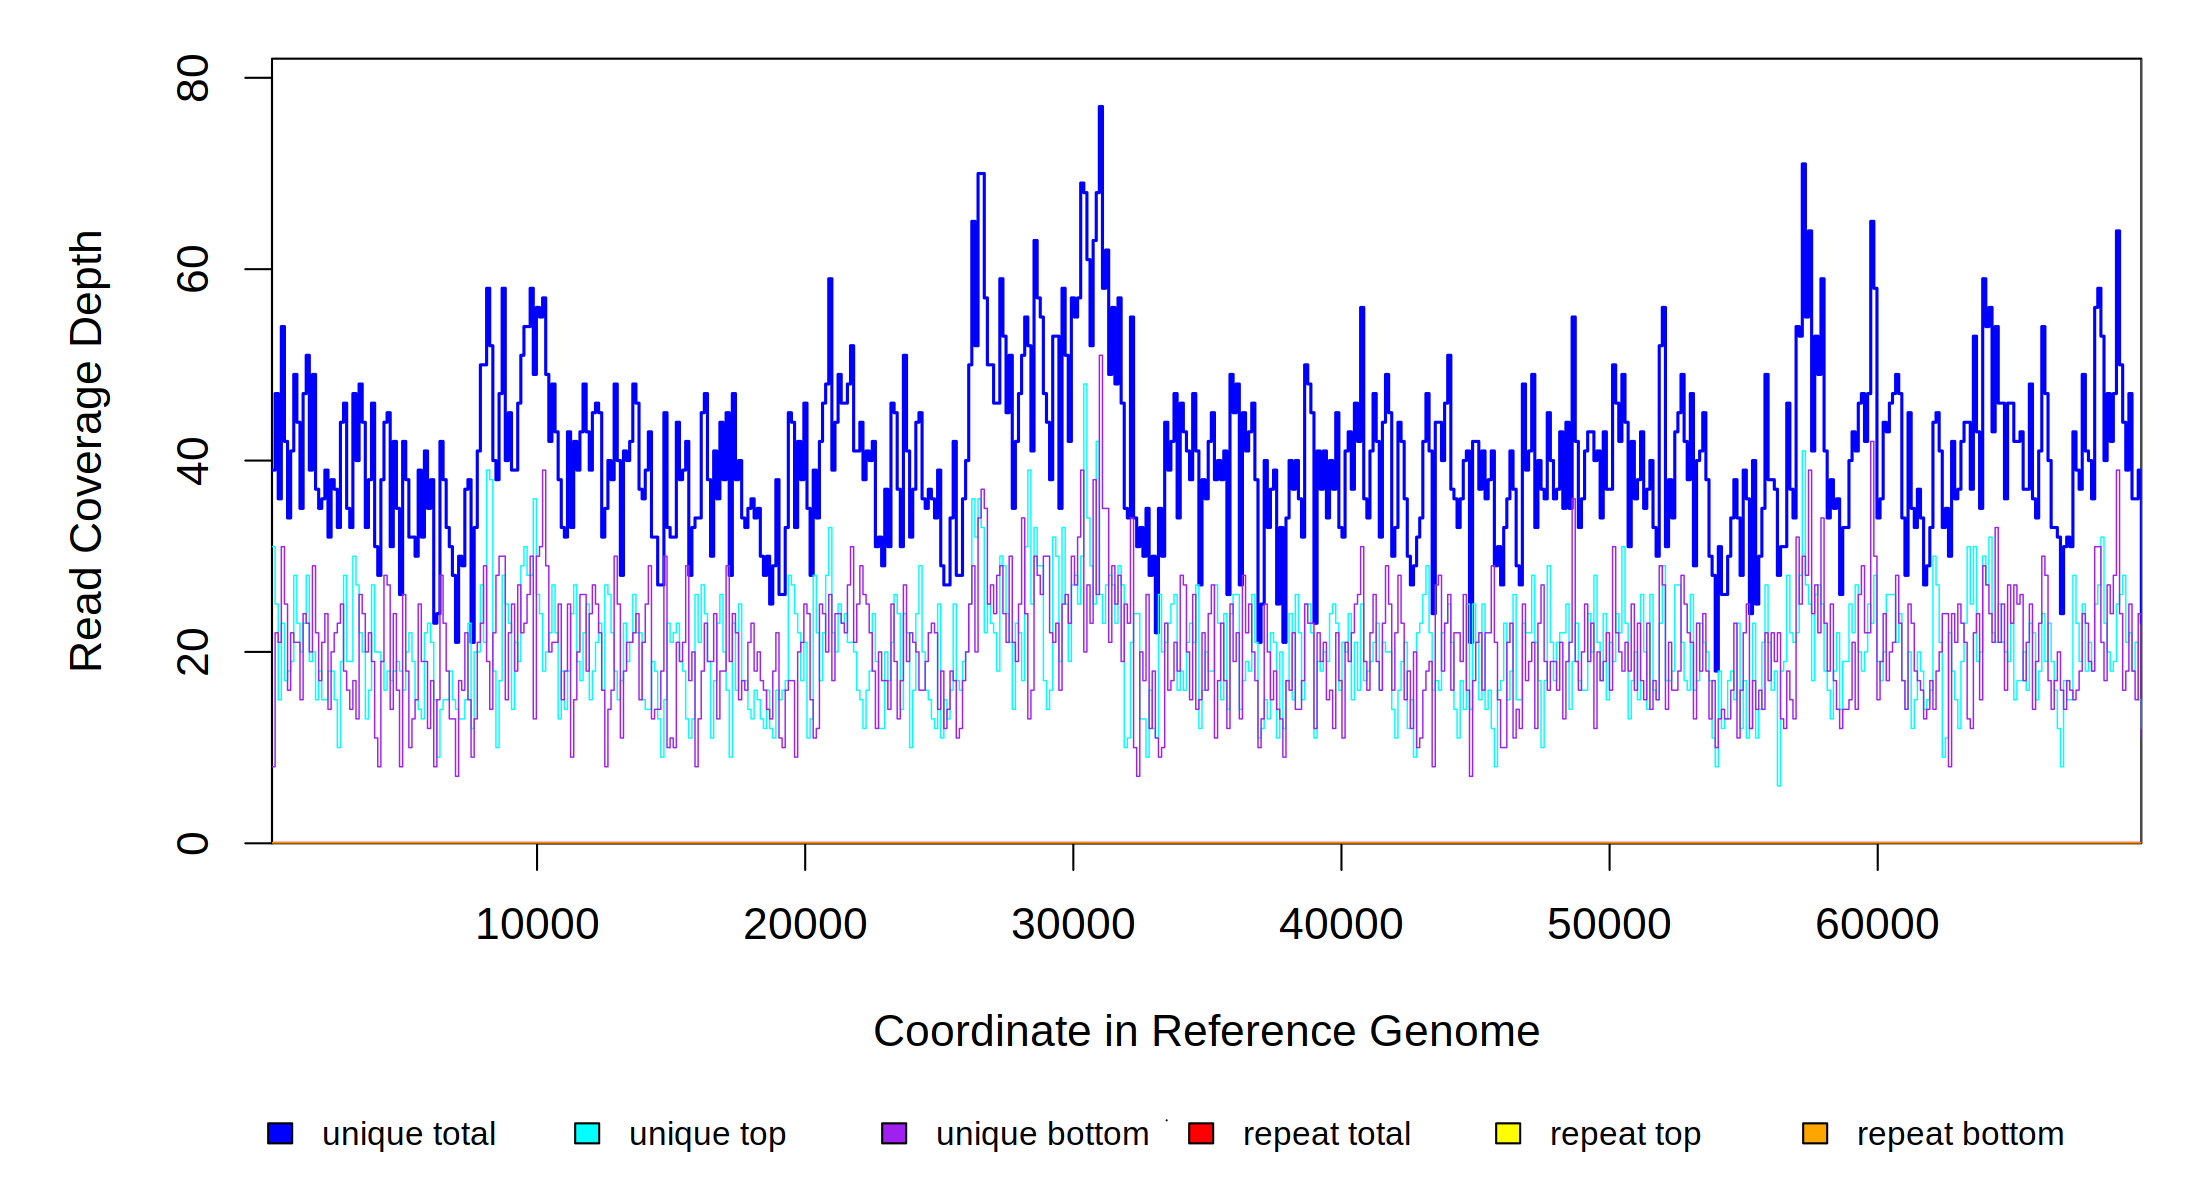 80
60
40
20
0
Read Coverage Depth
10000 20000 30000 40000 50000 60000
Coordinate in Reference Genome
unique total unique top unique bottom repeat total repeat top repeat bottom